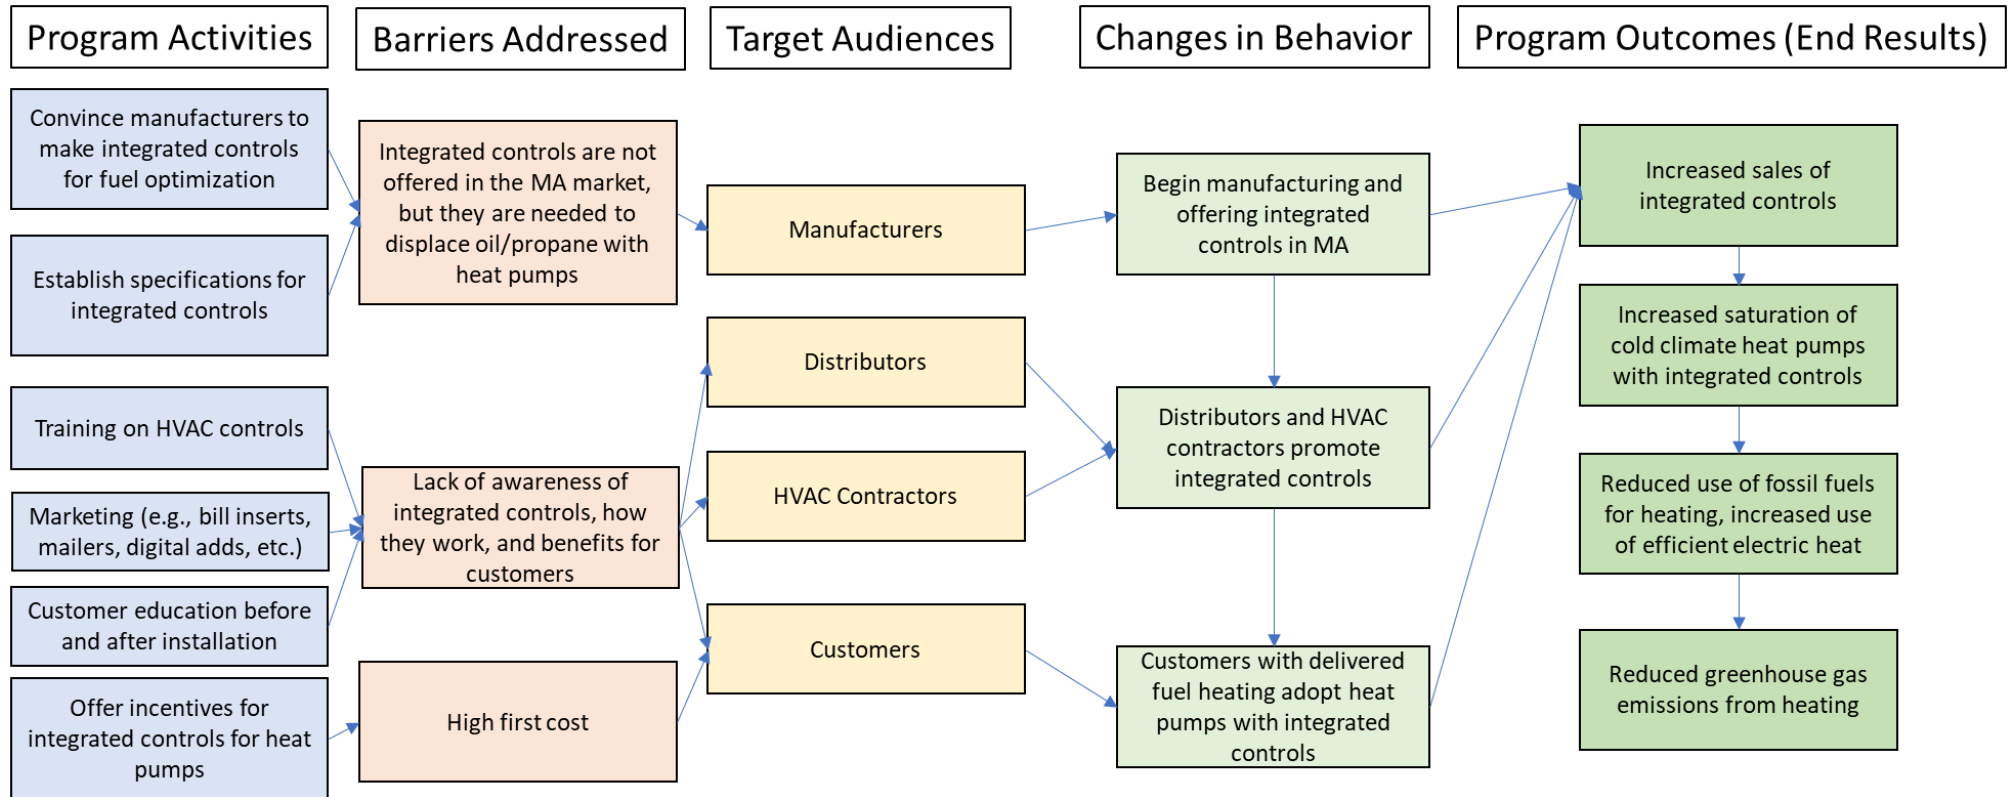 Program Activities
Barriers Addressed
Target Audiences
Changes in Behavior
Program Outcomes (End Results)
Convince manufacturers to
make integrated controls
for fuel optimization
Establish specifications for
integrated controls
Training on HVAC controls
Marketing (e.g., bill inserts,
mailers, digital adds, etc.)
Customer education before
and after installation
Offer incentives for
integrated controls for heat
pumps
Integrated controls are not
offered in the MA market,
but they are needed to
displace oil/propane with
heat pumps
Lack of awareness of
integrated controls, how
they work, and benefits for
customers
High first cost
Manufacturers
Distributors
HVAC Contractors
Customers
Begin manufacturing and
offering integrated
controls in MA
Distributors and HVAC
contractors promote
integrated controls
Customers with delivered
fuel heating adopt heat
pumps with integrated
controls
Increased sales of
integrated controls
Increased saturation of
cold climate heat pumps
with integrated controls
Reduced use of fossil fuels
for heating, increased use
of efficient electric heat
Reduced greenhouse gas
emissions from heating